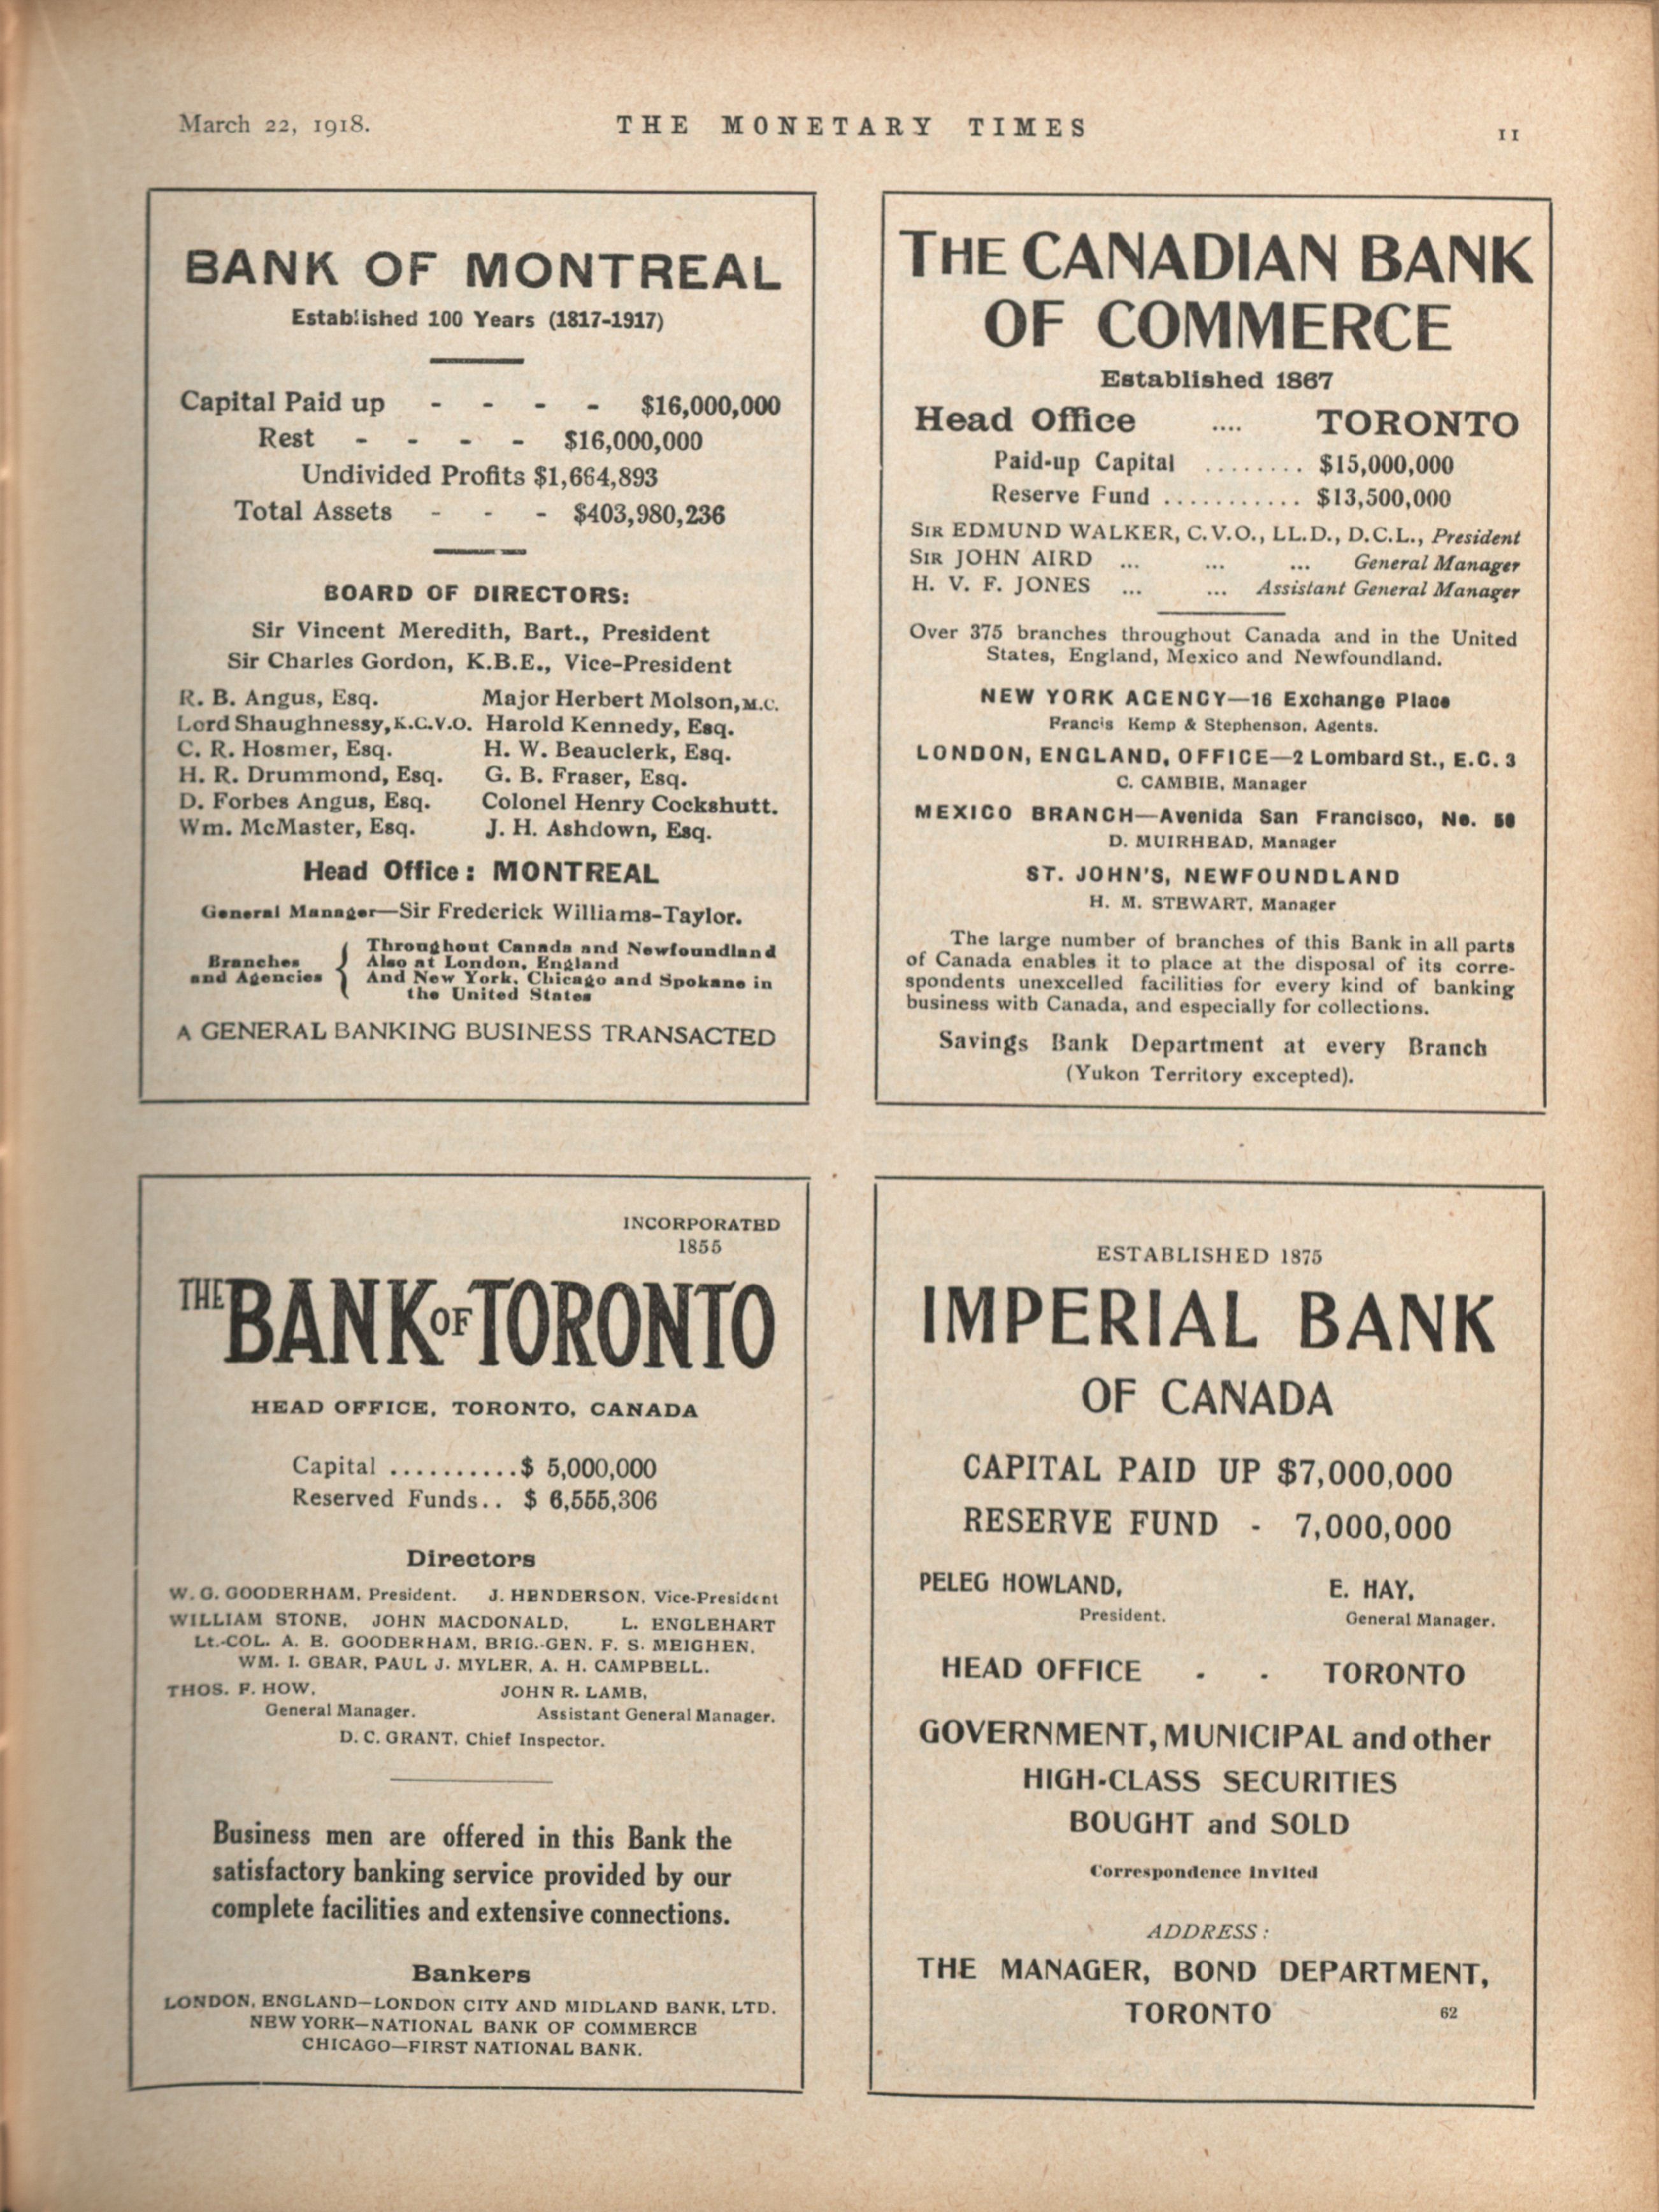 March 22, 1918.
THE MONETARY TIMES
11
BANK OF MONTREAL
Established 100 Years (1817-1917)
Capital Paid up - - - - $16,000,000
Rest - - - - $16,000,000
Undivided Profits $1,664,893
Total Assets - - - $403,980,236
BOARD OF DIRECTORS:
Sir Vincent Meredith, Bart., President
Sir Charles Gordon, K.B.E., Vice-President
R. B. Angus, Esq. Major Herbert Molson, M.C.
Lord Shaughnessy, K.C.V.O. Harold Kennedy, Esq.
C. R. Hosmer, Esq. H. W. Beauclerk, Esq.
H. R. Drummond, Esq. G. B. Fraser, Esq.
D. Forbes Angus, Esq. Colonel Henry Cockshutt.
Wm. McMaster, Esq. J. H. Ashdown, Esq.
Head Office: MONTREAL
General Manager—Sir Frederick Williams-Taylor.
Branches and Agencies { Throughout Canada and Newfoundland
Also at London, England
And New York, Chicago and Spokane in
the United States
A GENERAL BANKING BUSINESS TRANSACTED
THE CANADIAN BANK
OF COMMERCE
Established 1867
Head Office .... TORONTO
Paid-up Capital ........ $15,000,000
Reserve Fund ........... $13,500,000
SIR EDMUND WALKER, C.V.O., LL.D., D.C.L., President
SIR JOHN AIRD ... ... ... General Manager
H. V. F. JONES ... ... Assistant General Manager
Over 375 branches throughout Canada and in the United
States, England, Mexico and Newfoundland.
NEW YORK AGENCY—16 Exchange Place
Francis Kemp & Stephenson, Agents.
LONDON, ENGLAND, OFFICE—2 Lombard St., E.C. 3
C. CAMBIE, Manager
MEXICO BRANCH—Avenida San Francisco, No.
D. MUIRHEAD, Manager
ST. JOHN'S, NEWFOUNDLAND
H. M. STEWART, Manager
The large number of branches of this Bank in all parts
of Canada enables it to place at the disposal of its corre-
spondents unexcelled facilities for every kind of banking
business with Canada, and especially for collections.
Savings Bank Department at every Branch
(Yukon Territory excepted).
INCORPORATED
1855
THE BANK OF TORONTO
HEAD OFFICE, TORONTO, CANADA
Capital ..........$ 5,000,000
Reserved Funds.. $ 6,555,306
Directors
W. G. GOODERHAM, President. J. HENDERSON, Vice-President
WILLIAM STONE, JOHN MACDONALD, L. ENGLEHART
Lt.-COL. A. E. GOODERHAM, BRIG.-GEN. F. S. MEIGHEN,
WM. I. GEAR, PAUL J. MYLER, A. H. CAMPBELL.
THOS. F. HOW, JOHN R. LAMB,
General Manager. Assistant General Manager.
D. C. GRANT, Chief Inspector.
Business men are offered in this Bank the
satisfactory banking service provided by our
complete facilities and extensive connections.
Bankers
LONDON, ENGLAND—LONDON CITY AND MIDLAND BANK, LTD.
NEW YORK—NATIONAL BANK OF COMMERCE
CHICAGO—FIRST NATIONAL BANK.
ESTABLISHED 1875
IMPERIAL BANK
OF CANADA
CAPITAL PAID UP $7,000,000
RESERVE FUND - 7,000,000
PELEG HOWLAND, E. HAY,
President. General Manager.
HEAD OFFICE - - TORONTO
GOVERNMENT, MUNICIPAL and other
HIGH-CLASS SECURITIES
BOUGHT and SOLD
Correspondence Invited
ADDRESS:
THE MANAGER, BOND DEPARTMENT,
TORONTO 62